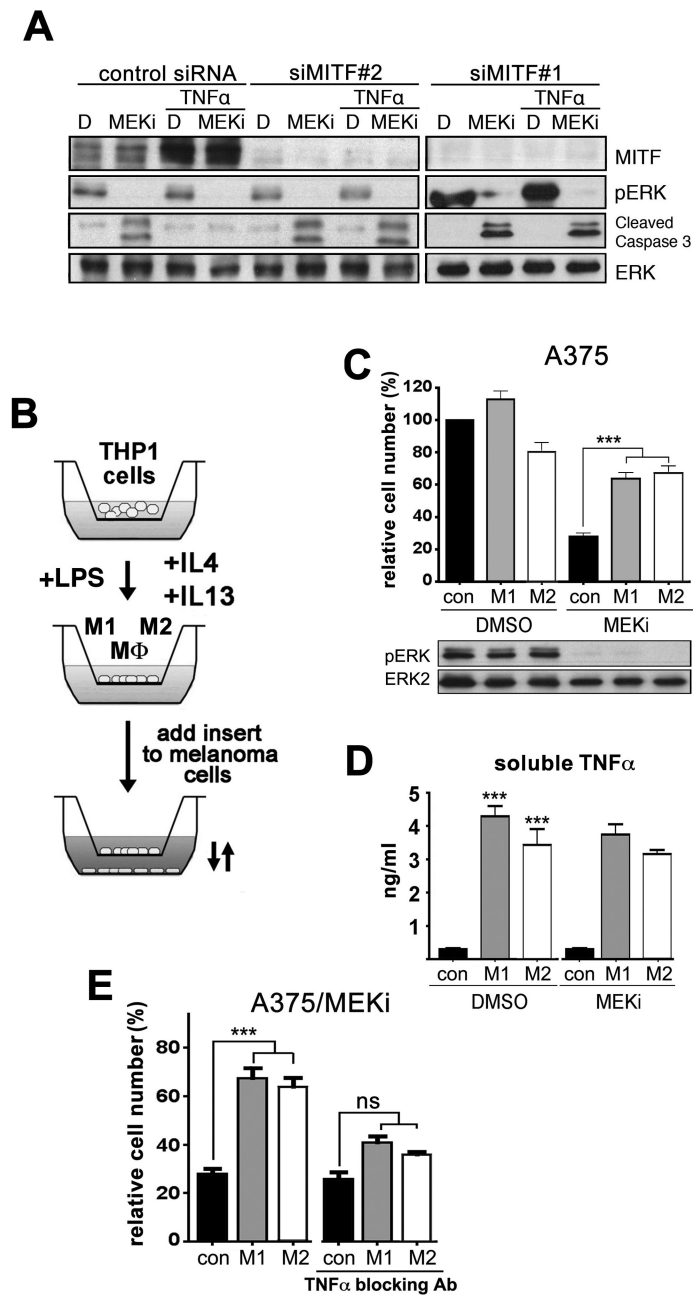 A
control siRNA siMITF#2 siMITF#1
TNFα TNFα TNFα
D MEKi D MEKi D MEKi D MEKi D MEKi D MEKi
MITF
pERK
Cleaved
Caspase 3
ERK
B
THP1
cells
+LPS
+IL4
+IL13
M1 M2
MΦ
add insert
to melanoma
cells
C
A375
relative cell number (%)
120
100
80
60
40
20
0
***
con M1 M2 con M1 M2
DMSO MEKi
pERK
ERK2
D
soluble TNFα
ng/ml
5
4
3
2
1
*** ***
con M1 M2 con M1 M2
DMSO MEKi
E
A375/MEKi
relative cell number (%)
80
60
40
20
0
***
ns
con M1 M2 con M1 M2
TNFα blocking Ab